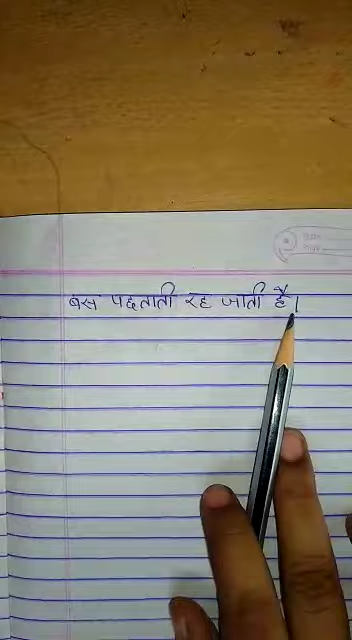 बस पछताती रह जाती है।